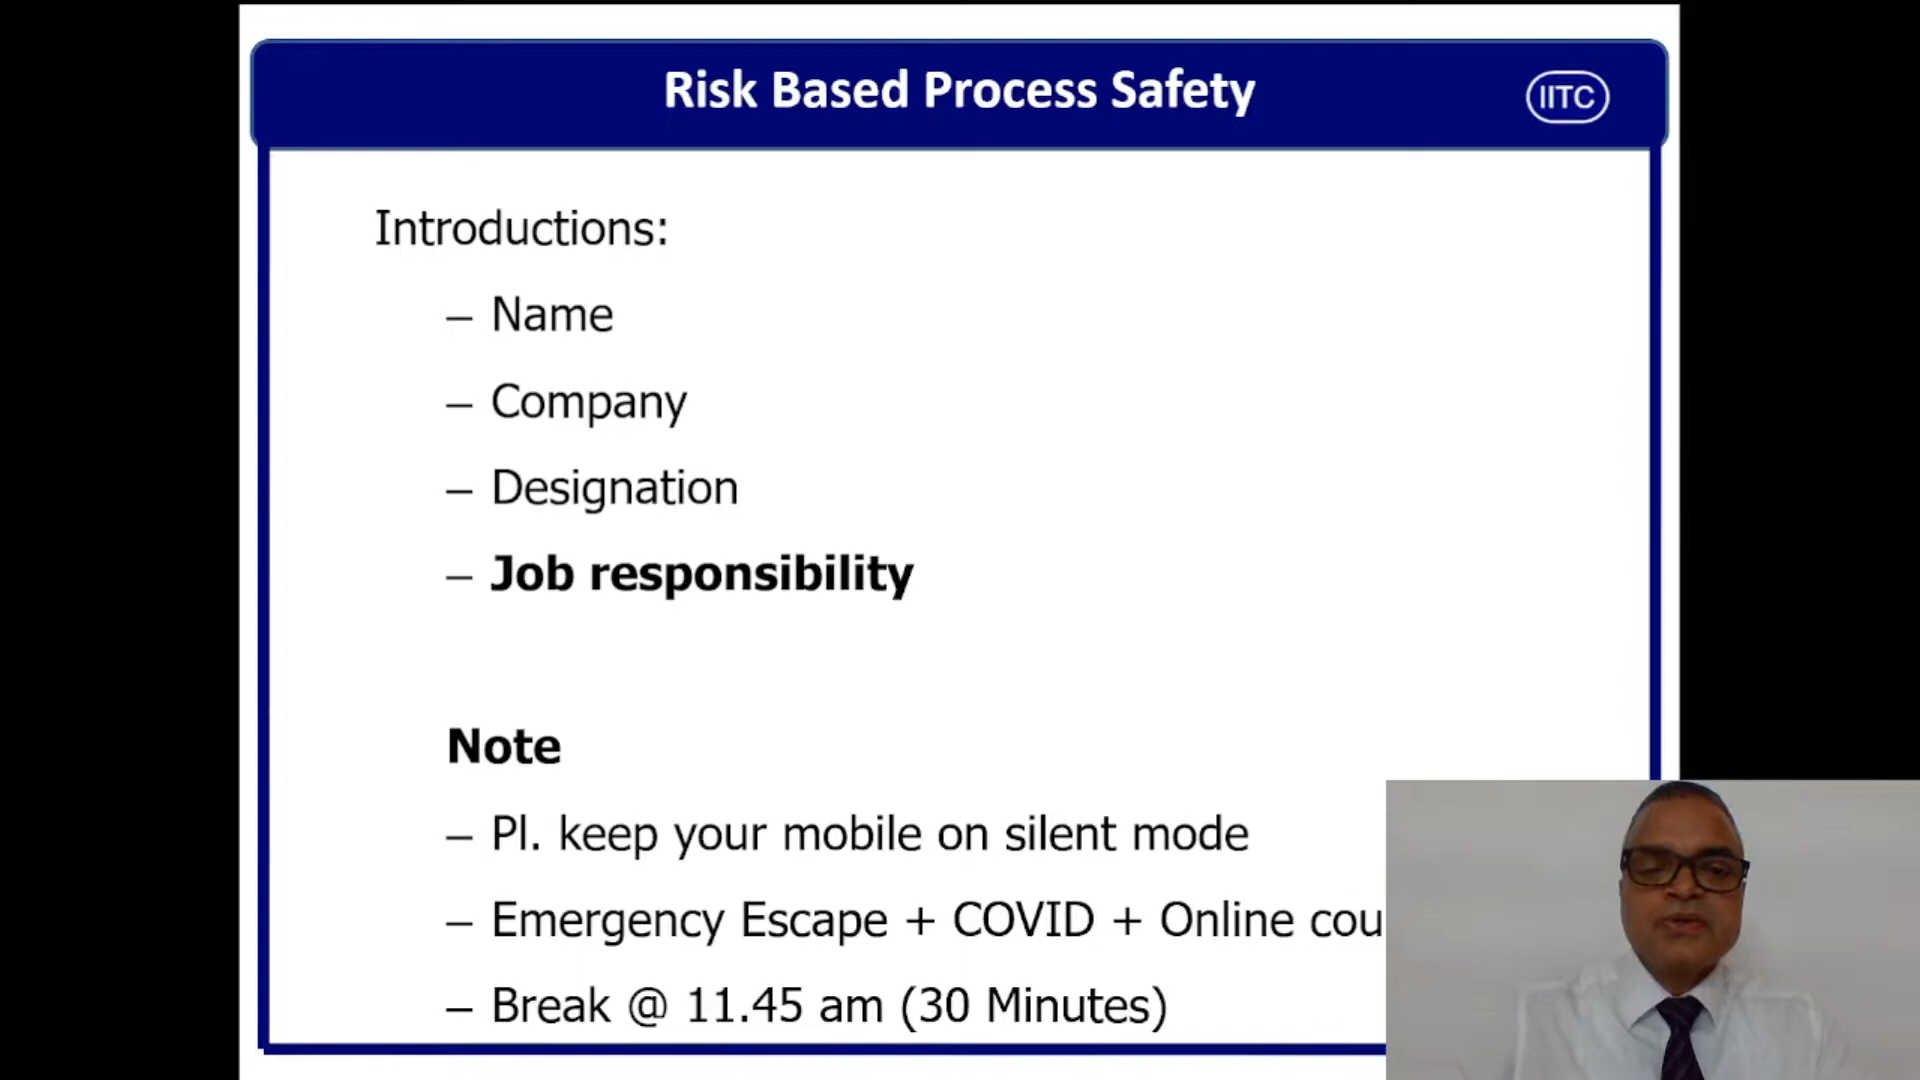 Risk Based Process Safety
IITC
Introductions:
– Name
– Company
– Designation
– Job responsibility
Note
– Pl. keep your mobile on silent mode
– Emergency Escape + COVID + Online
– Break @ 11.45 am (30 Minutes)